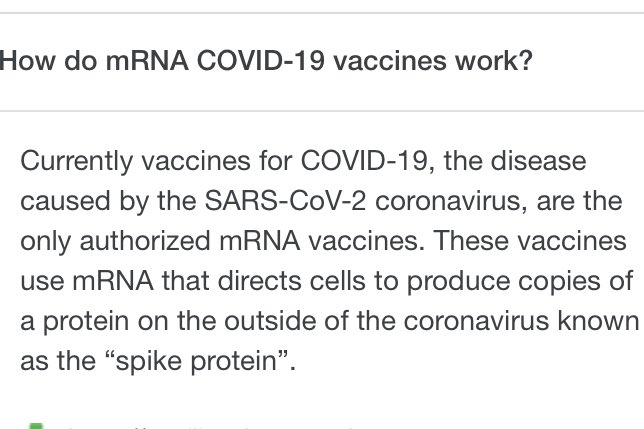 How do mRNA COVID-19 vaccines work?
Currently vaccines for COVID-19, the disease
caused by the SARS-CoV-2 coronavirus, are the
only authorized mRNA vaccines. These vaccines
use mRNA that directs cells to produce copies of
a protein on the outside of the coronavirus known
as the “spike protein”.